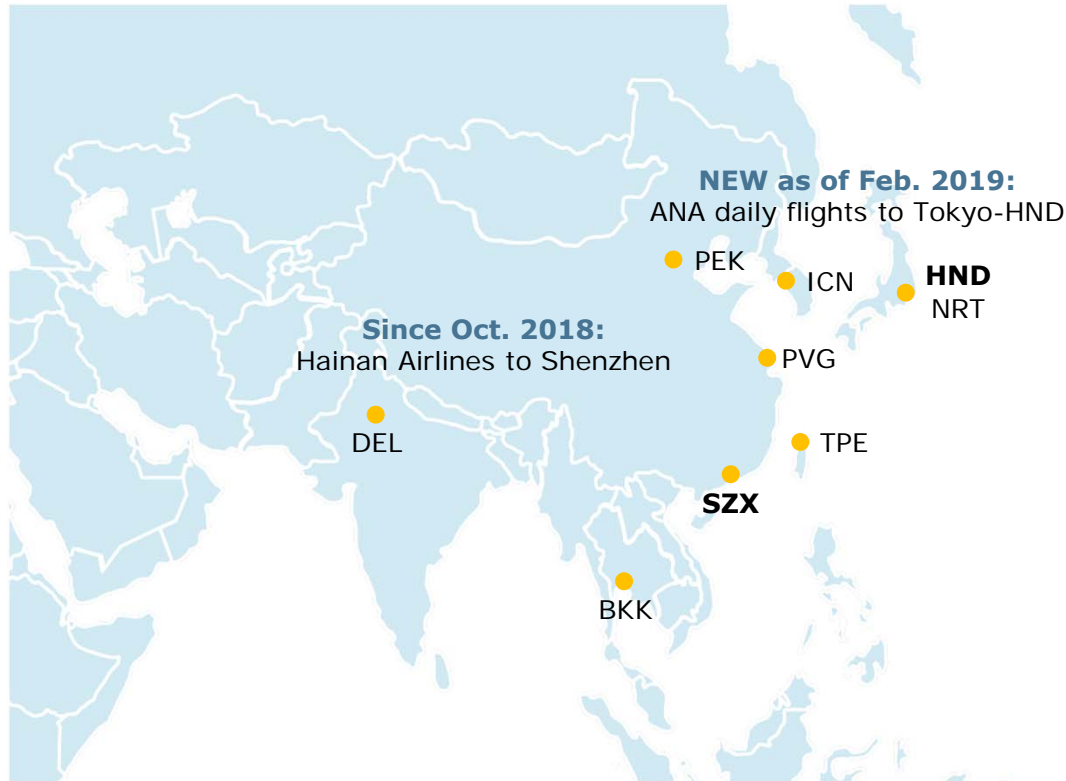 NEW as of Feb. 2019:
ANA daily flights to Tokyo-HND
PEK
ICN
HND
NRT
Since Oct. 2018:
Hainan Airlines to Shenzhen
PVG
DEL
TPE
SZX
BKK